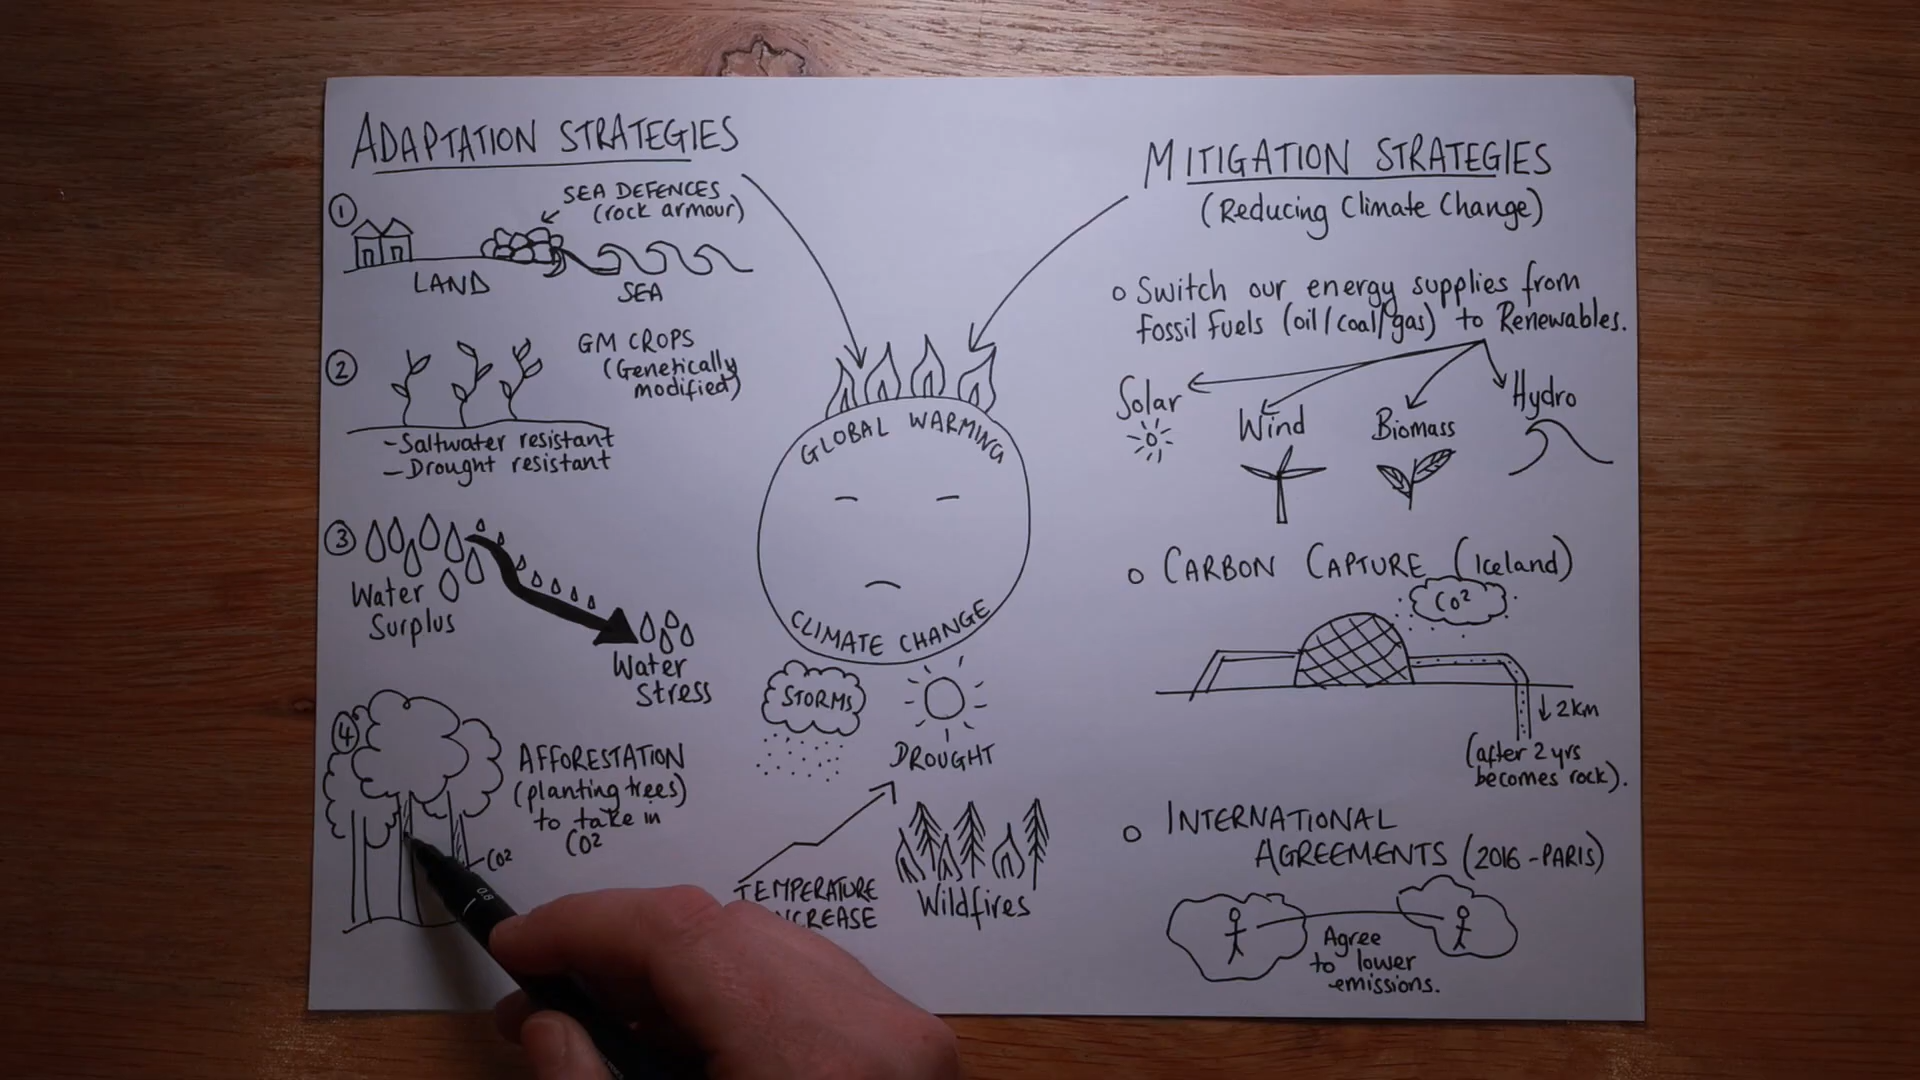 ADAPTATION STRATEGIES
1
SEA DEFENCES
(rock armour)
LAND
SEA
2
GM CROPS
(Genetically
modified)
-Saltwater resistant
-Drought resistant
3
Water
Surplus
Water
Stress
4
AFFORESTATION
(planting trees)
to take in
CO²
CO²
GLOBAL WARMING
CLIMATE CHANGE
STORMS
DROUGHT
TEMPERATURE
Wildfires
MITIGATION STRATEGIES
(Reducing Climate Change)
Switch our energy supplies from
Fossil Fuels (oil/coal/gas) to Renewables.
Solar
Wind
Biomass
Hydro
CARBON CAPTURE (Iceland)
CO²
↓2km
(after 2 yrs
becomes rock).
INTERNATIONAL
AGREEMENTS (2016-PARIS)
Agree
to lower
emissions.
0.8